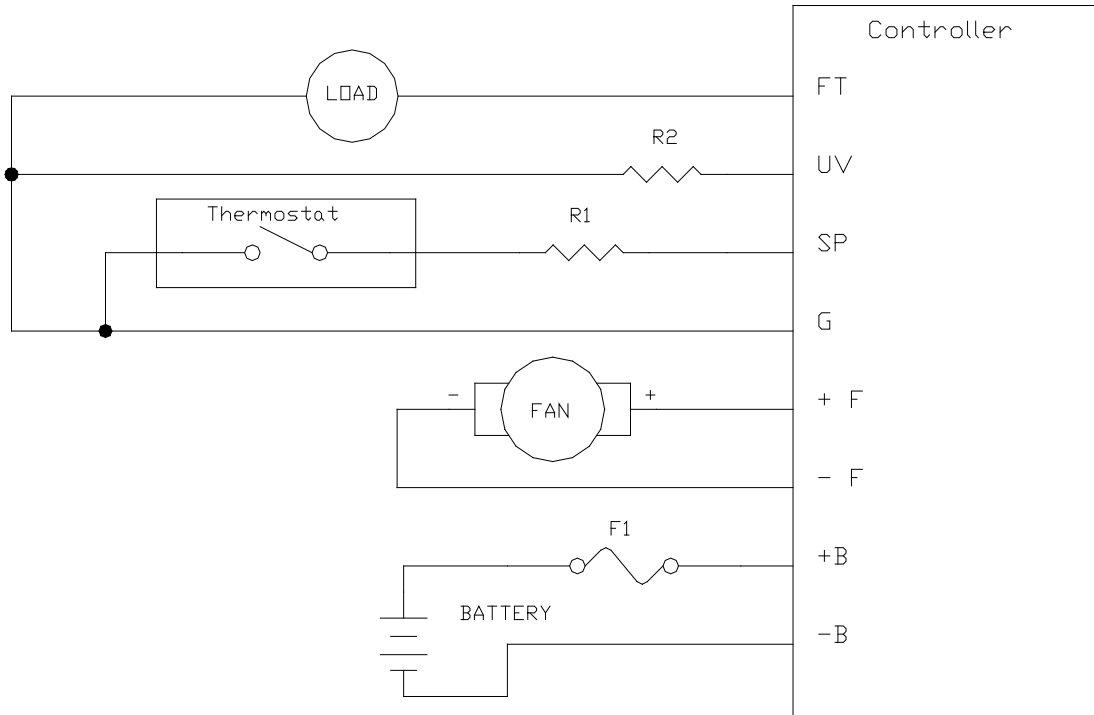 Controller
LOAD
FT
R2
UV
Thermostat
R1
SP
G
- FAN +
+ F
- F
F1
+B
BATTERY
-B